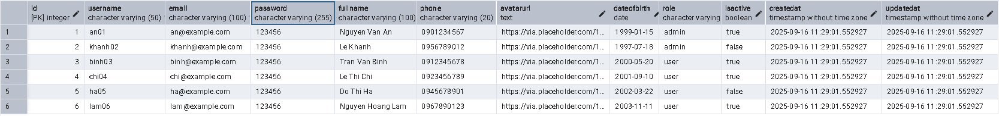 id username email password fullname phone avatarurl dateofbirth role isactive createdat updatedat
[PK] integer character varying (50) character varying (100) character varying (255) character varying (100) character varying (20) text date character varying boolean timestamp without time zone timestamp without time zone
1 1 an01 an@example.com 123456 Nguyen Van An 0901234567 https://via.placeholder.com/1... 1999-01-15 admin true 2025-09-16 11:29:01.552927 2025-09-16 11:29:01.552927
2 2 khanh02 khanh@example.com 123456 Le Khanh 0956789012 https://via.placeholder.com/1... 1997-07-18 admin false 2025-09-16 11:29:01.552927 2025-09-16 11:29:01.552927
3 3 binh03 binh@example.com 123456 Tran Van Binh 0912345678 https://via.placeholder.com/1... 2000-05-20 user true 2025-09-16 11:29:01.552927 2025-09-16 11:29:01.552927
4 4 chi04 chi@example.com 123456 Le Thi Chi 0923456789 https://via.placeholder.com/1... 2001-09-10 user true 2025-09-16 11:29:01.552927 2025-09-16 11:29:01.552927
5 5 ha05 ha@example.com 123456 Do Thi Ha 0945678901 https://via.placeholder.com/1... 2002-03-22 user false 2025-09-16 11:29:01.552927 2025-09-16 11:29:01.552927
6 6 lam06 lam@example.com 123456 Nguyen Hoang Lam 0967890123 https://via.placeholder.com/1... 2003-11-11 user true 2025-09-16 11:29:01.552927 2025-09-16 11:29:01.552927